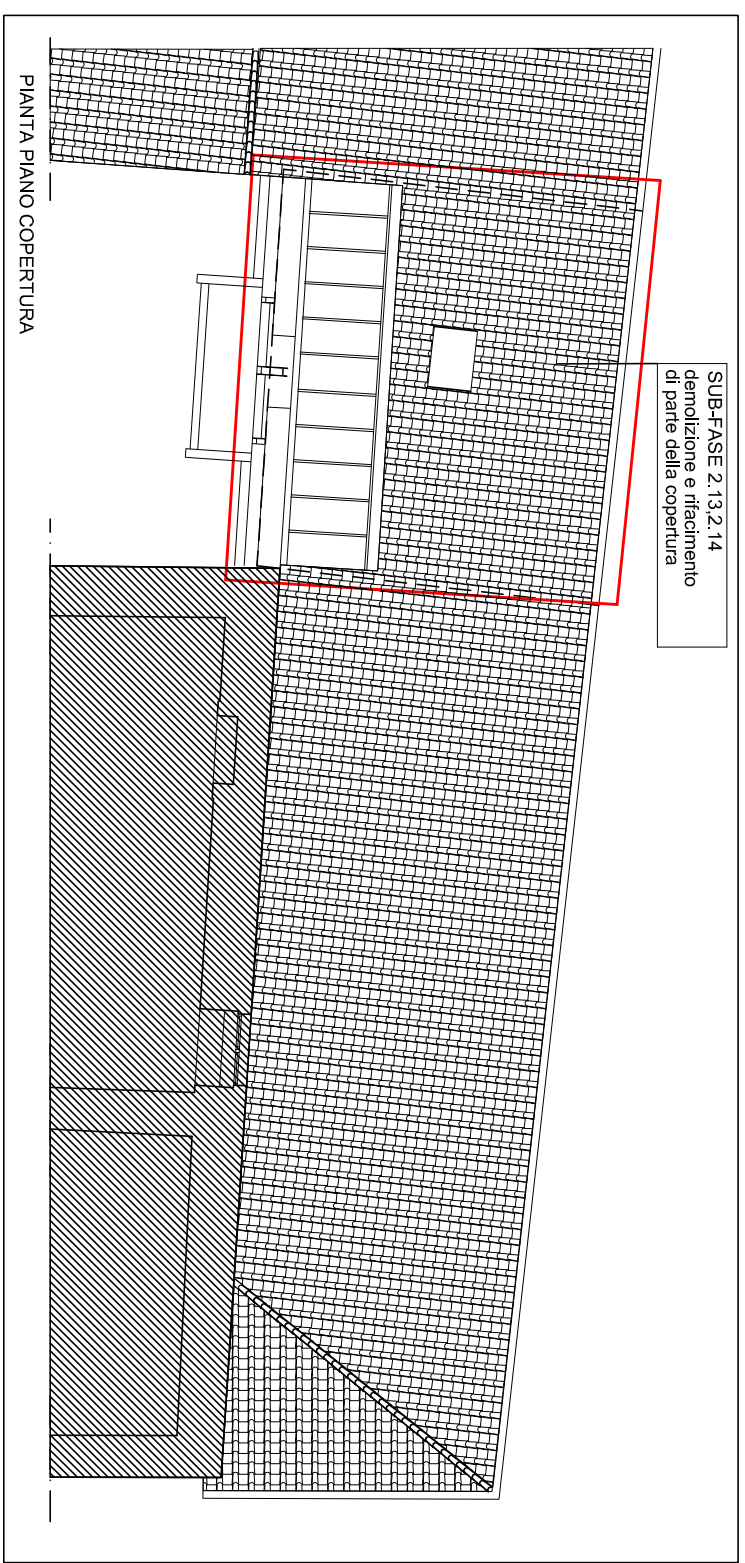 SUB-FASE 2.13,2.14
demolizione e rifacimento
di parte della copertura
PIANTA PIANO COPERTURA